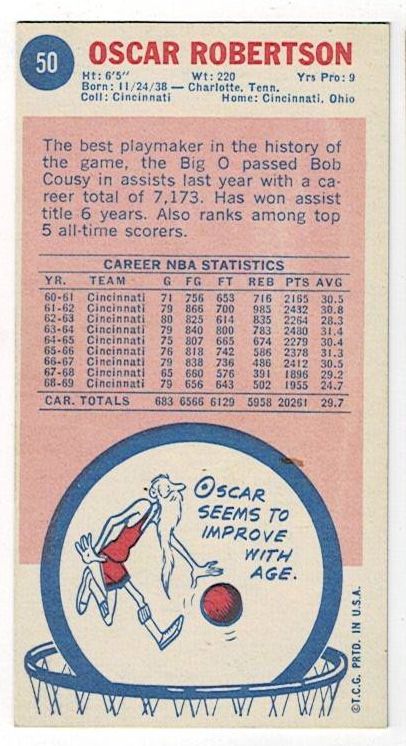 50
OSCAR ROBERTSON
Ht: 6'5" Wt: 220 Yrs Pro: 9
Born: 11/24/38 — Charlotte, Tenn.
Coll: Cincinnati Home: Cincinnati, Ohio
The best playmaker in the history of
the game, the Big O passed Bob
Cousy in assists last year with a ca-
reer total of 7,173. Has won assist
title 6 years. Also ranks among top
5 all-time scorers.
CAREER NBA STATISTICS
YR. TEAM G FG FT REB PTS AVG
60-61 Cincinnati 71 756 653 716 2165 30.5
61-62 Cincinnati 79 866 700 985 2432 30.8
62-63 Cincinnati 80 825 614 835 2264 28.3
63-64 Cincinnati 79 840 800 783 2480 31.4
64-65 Cincinnati 75 807 665 674 2279 30.4
65-66 Cincinnati 76 818 742 586 2378 31.3
66-67 Cincinnati 79 838 736 486 2412 30.5
67-68 Cincinnati 65 660 576 391 1896 29.2
68-69 Cincinnati 79 656 643 502 1955 24.7
CAR. TOTALS 683 6566 6129 5958 20261 29.7
OSCAR
SEEMS TO
IMPROVE
WITH
AGE.
©T.C.G. PRTD. IN U.S.A.